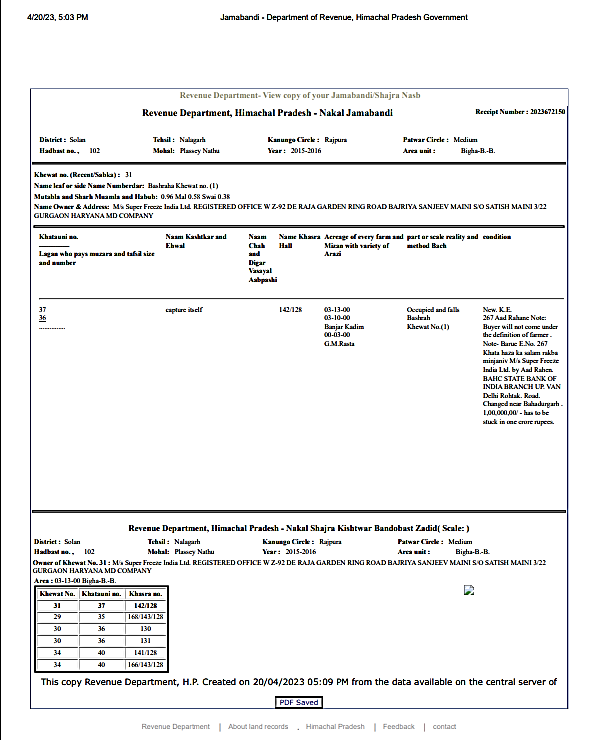 4/20/23, 5:03 PM Jamabandi - Department of Revenue, Himachal Pradesh Government
Revenue Department- View copy of your Jamabandi/Shajra Nasb
Revenue Department, Himachal Pradesh - Nakal Jamabandi Receipt Number : 2023672150
District : Solan Tehsil : Nalagarh Kanungo Circle : Rajpura Patwar Circle : Medium
Hadbast no. , 102 Mohal: Plassey Nathu Year : 2015-2016 Area unit : Bigha-B.-B.
Khewat no. (Recent/Sabka) : 31
Name leaf or side Name Numberdar: Bashraha Khewat no. (1)
Mutabla and Sharh Muamla and Habub: 0.96 Mal 0.58 Swai 0.38
Name Owner & Address: M/s Super Freeze India Ltd. REGISTERED OFFICE W Z-92 DE RAJA GARDEN RING ROAD BAJRIYA SANJEEV MAINI S/O SATISH MAINI 3/22
GURGAON HARYANA MD COMPANY
Khatauni no. Naam Kashtkar and Naam Name Khasra Acreage of every farm and part or scale reality and condition
------------ Ehwal Chah Hall Mizan with variety of method Bach
Lagan who pays muzara and tafsil size and Arazi
and number Digar
Vasayal
Aabpashi
37 capture itself 142/128 03-13-00 Occupied and falls New. K.E.
36 03-10-00 Bashrah 267 Aad Rahane Note:
.............. Banjar Kadim Khewat No.(1) Buyer will not come under
00-03-00 the definition of farmer .
G.M.Rasta Note- Barue E.No. 267
Khata haza ka salam rakba
minjaniv M/s Super Freeze
India Ltd. by Aad Rahen.
BAHC STATE BANK OF
INDIA BRANCH UP. VAN
Delhi Rohtak. Road.
Changed near Bahadurgarh .
1,00,000,00/ - has to be
stuck in one crore rupees.
Revenue Department, Himachal Pradesh - Nakal Shajra Kishtwar Bandobast Zadid( Scale: )
District : Solan Tehsil : Nalagarh Kanungo Circle : Rajpura Patwar Circle : Medium
Hadbast no. , 102 Mohal: Plassey Nathu Year : 2015-2016 Area unit : Bigha-B.-B.
Owner of Khewat No. 31 : M/s Super Freeze India Ltd. REGISTERED OFFICE W Z-92 DE RAJA GARDEN RING ROAD BAJRIYA SANJEEV MAINI S/O SATISH MAINI 3/22
GURGAON HARYANA MD COMPANY
Area : 03-13-00 Bigha-B.-B.
Khewat No. Khatauni no. Khasra no.
31 37 142/128
29 35 168/143/128
30 36 130
30 36 131
34 40 141/128
34 40 166/143/128
This copy Revenue Department, H.P. Created on 20/04/2023 05:09 PM from the data available on the central server of
PDF Saved
Revenue Department | About land records , Himachal Pradesh | Feedback | contact